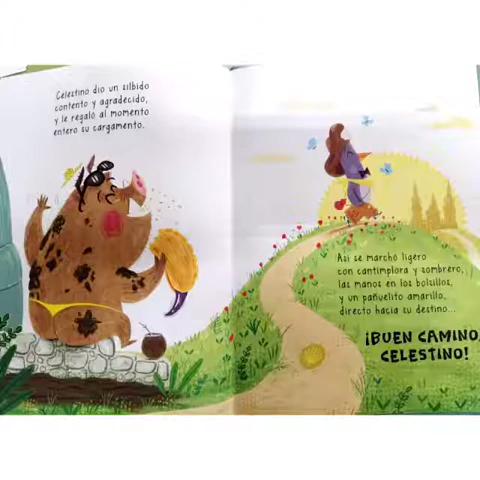 Celestino dio un silbido
contento y agradecido,
y le regaló al momento
entero su cargamento.
Así se marchó ligero
con cantimplora y sombrero,
las manos en los bolsillos,
y un pañuelito amarillo,
directo hacia su destino...
¡BUEN CAMINO,
CELESTINO!